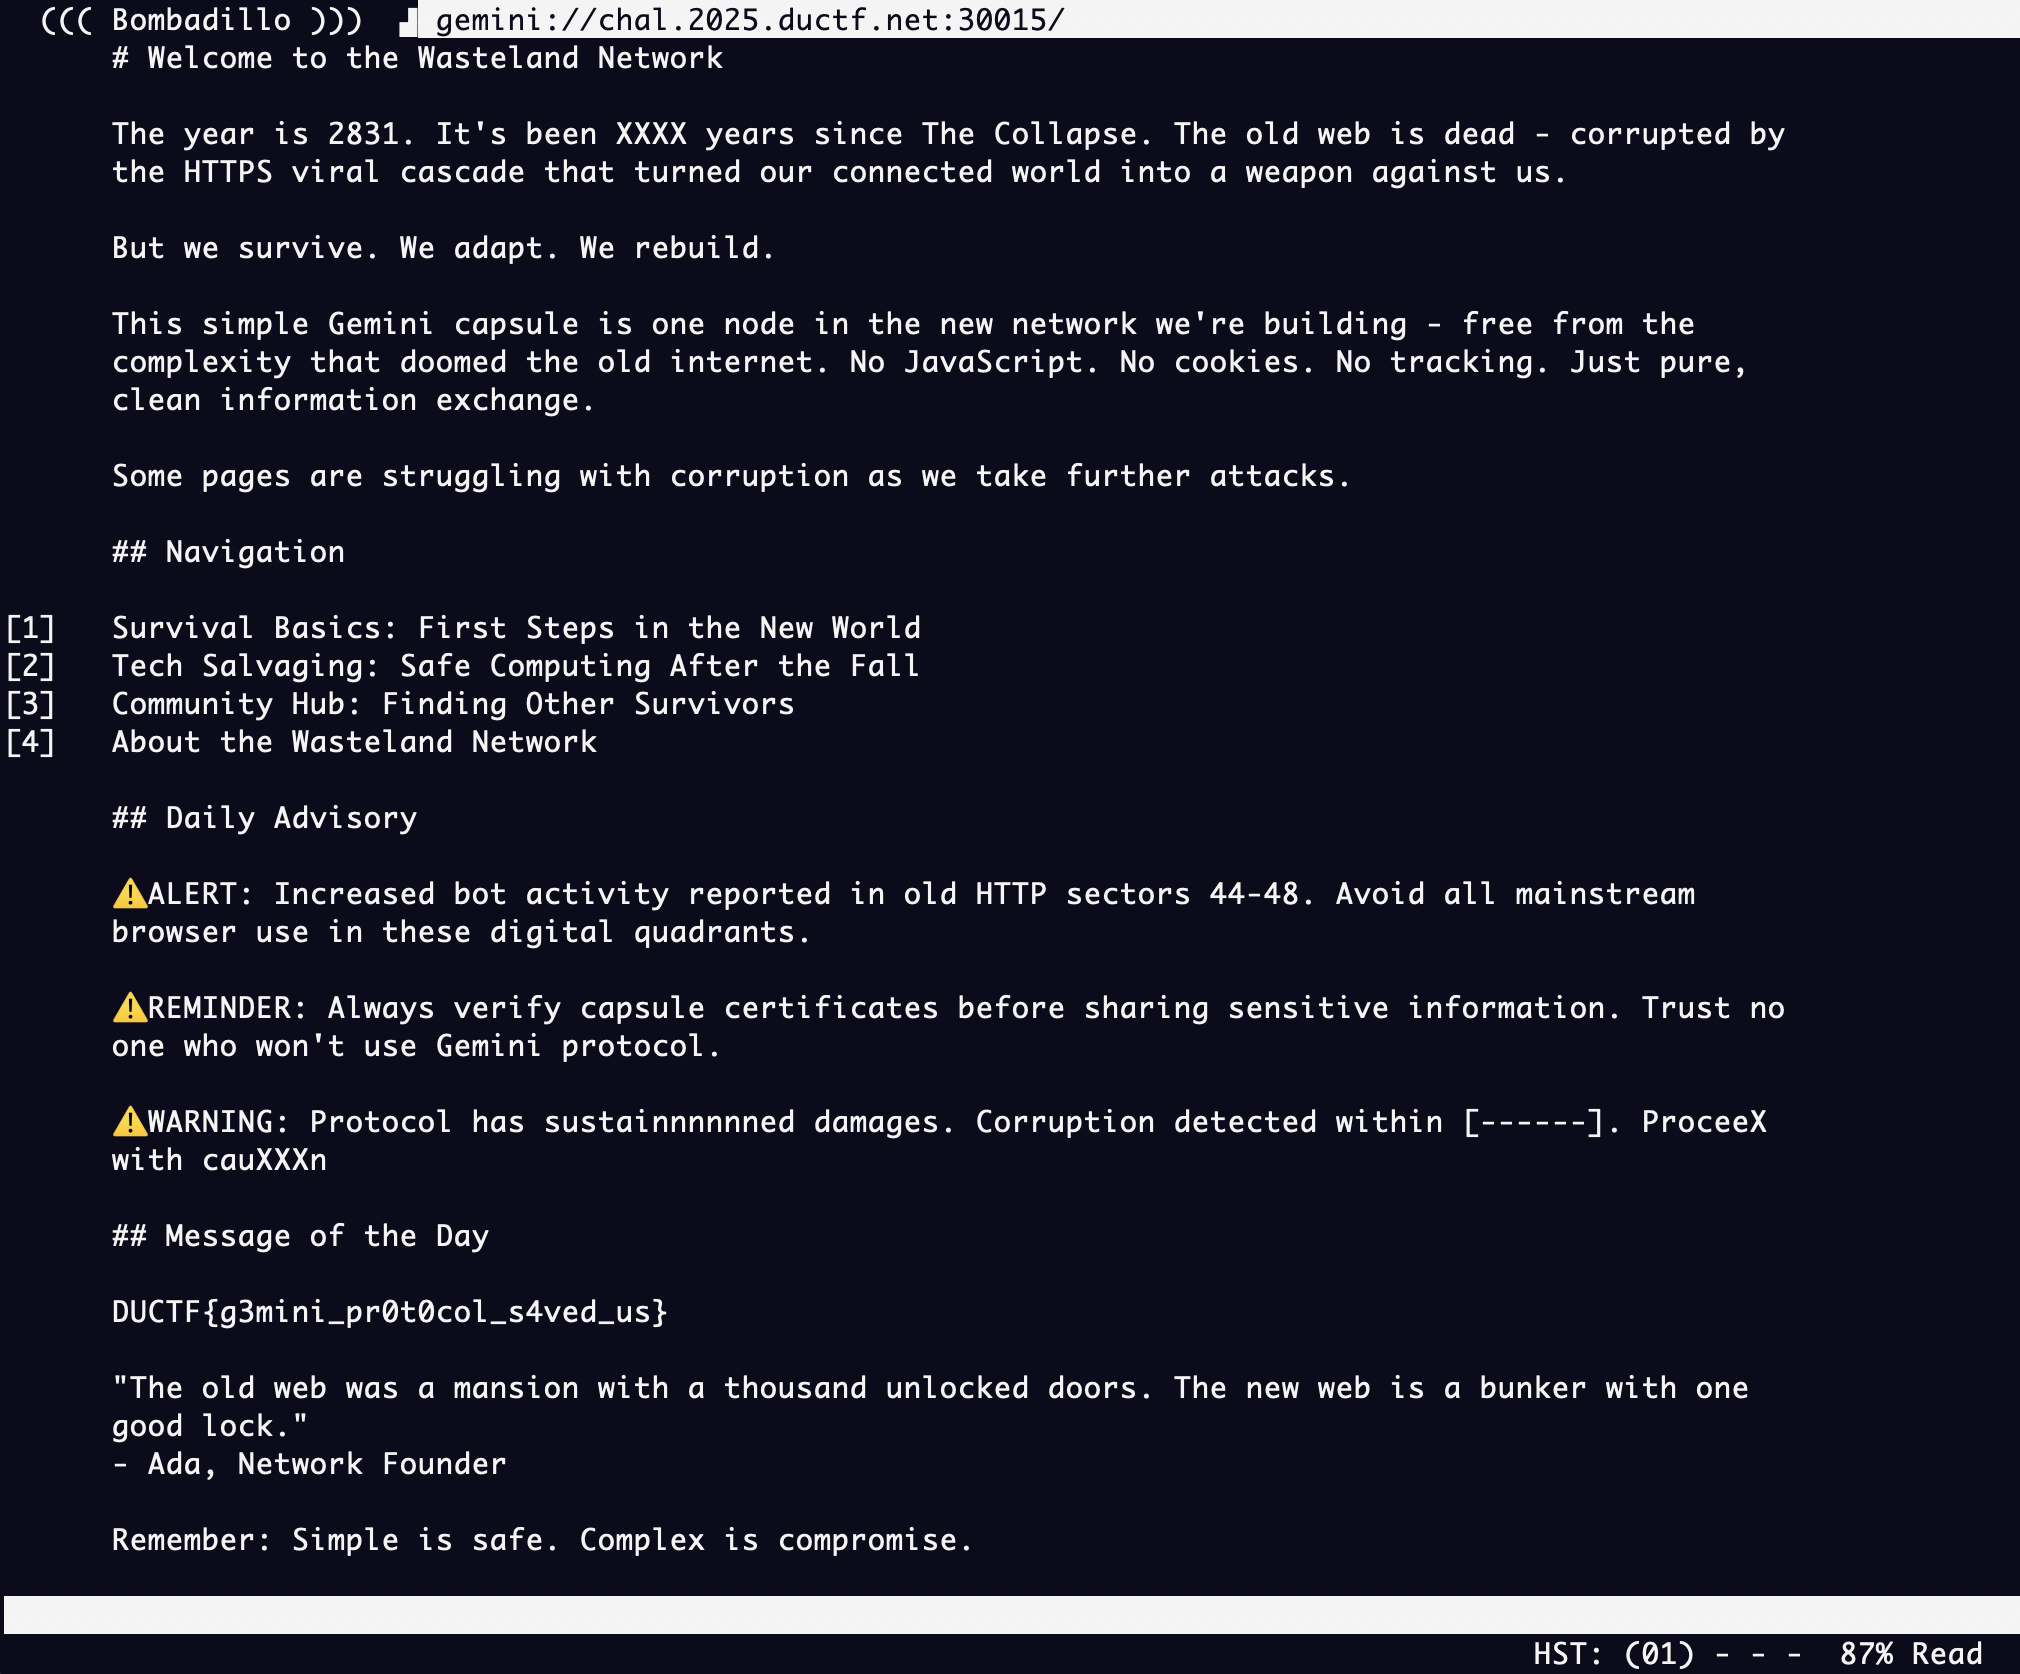 ((( Bombadillo ))) gemini://chal.2025.ductf.net:30015/
# Welcome to the Wasteland Network
The year is 2831. It's been XXXX years since The Collapse. The old web is dead - corrupted by
the HTTPS viral cascade that turned our connected world into a weapon against us.
But we survive. We adapt. We rebuild.
This simple Gemini capsule is one node in the new network we're building - free from the
complexity that doomed the old internet. No JavaScript. No cookies. No tracking. Just pure,
clean information exchange.
Some pages are struggling with corruption as we take further attacks.
## Navigation
[1] Survival Basics: First Steps in the New World
[2] Tech Salvaging: Safe Computing After the Fall
[3] Community Hub: Finding Other Survivors
[4] About the Wasteland Network
## Daily Advisory
⚠️ALERT: Increased bot activity reported in old HTTP sectors 44-48. Avoid all mainstream
browser use in these digital quadrants.
⚠️REMINDER: Always verify capsule certificates before sharing sensitive information. Trust no
one who won't use Gemini protocol.
⚠️WARNING: Protocol has sustainnnnnned damages. Corruption detected within [------]. ProceeX
with cauXXXn
## Message of the Day
DUCTF{g3mini_pr0t0col_s4ved_us}
"The old web was a mansion with a thousand unlocked doors. The new web is a bunker with one
good lock."
- Ada, Network Founder
Remember: Simple is safe. Complex is compromise.
HST: (01) - - - 87% Read